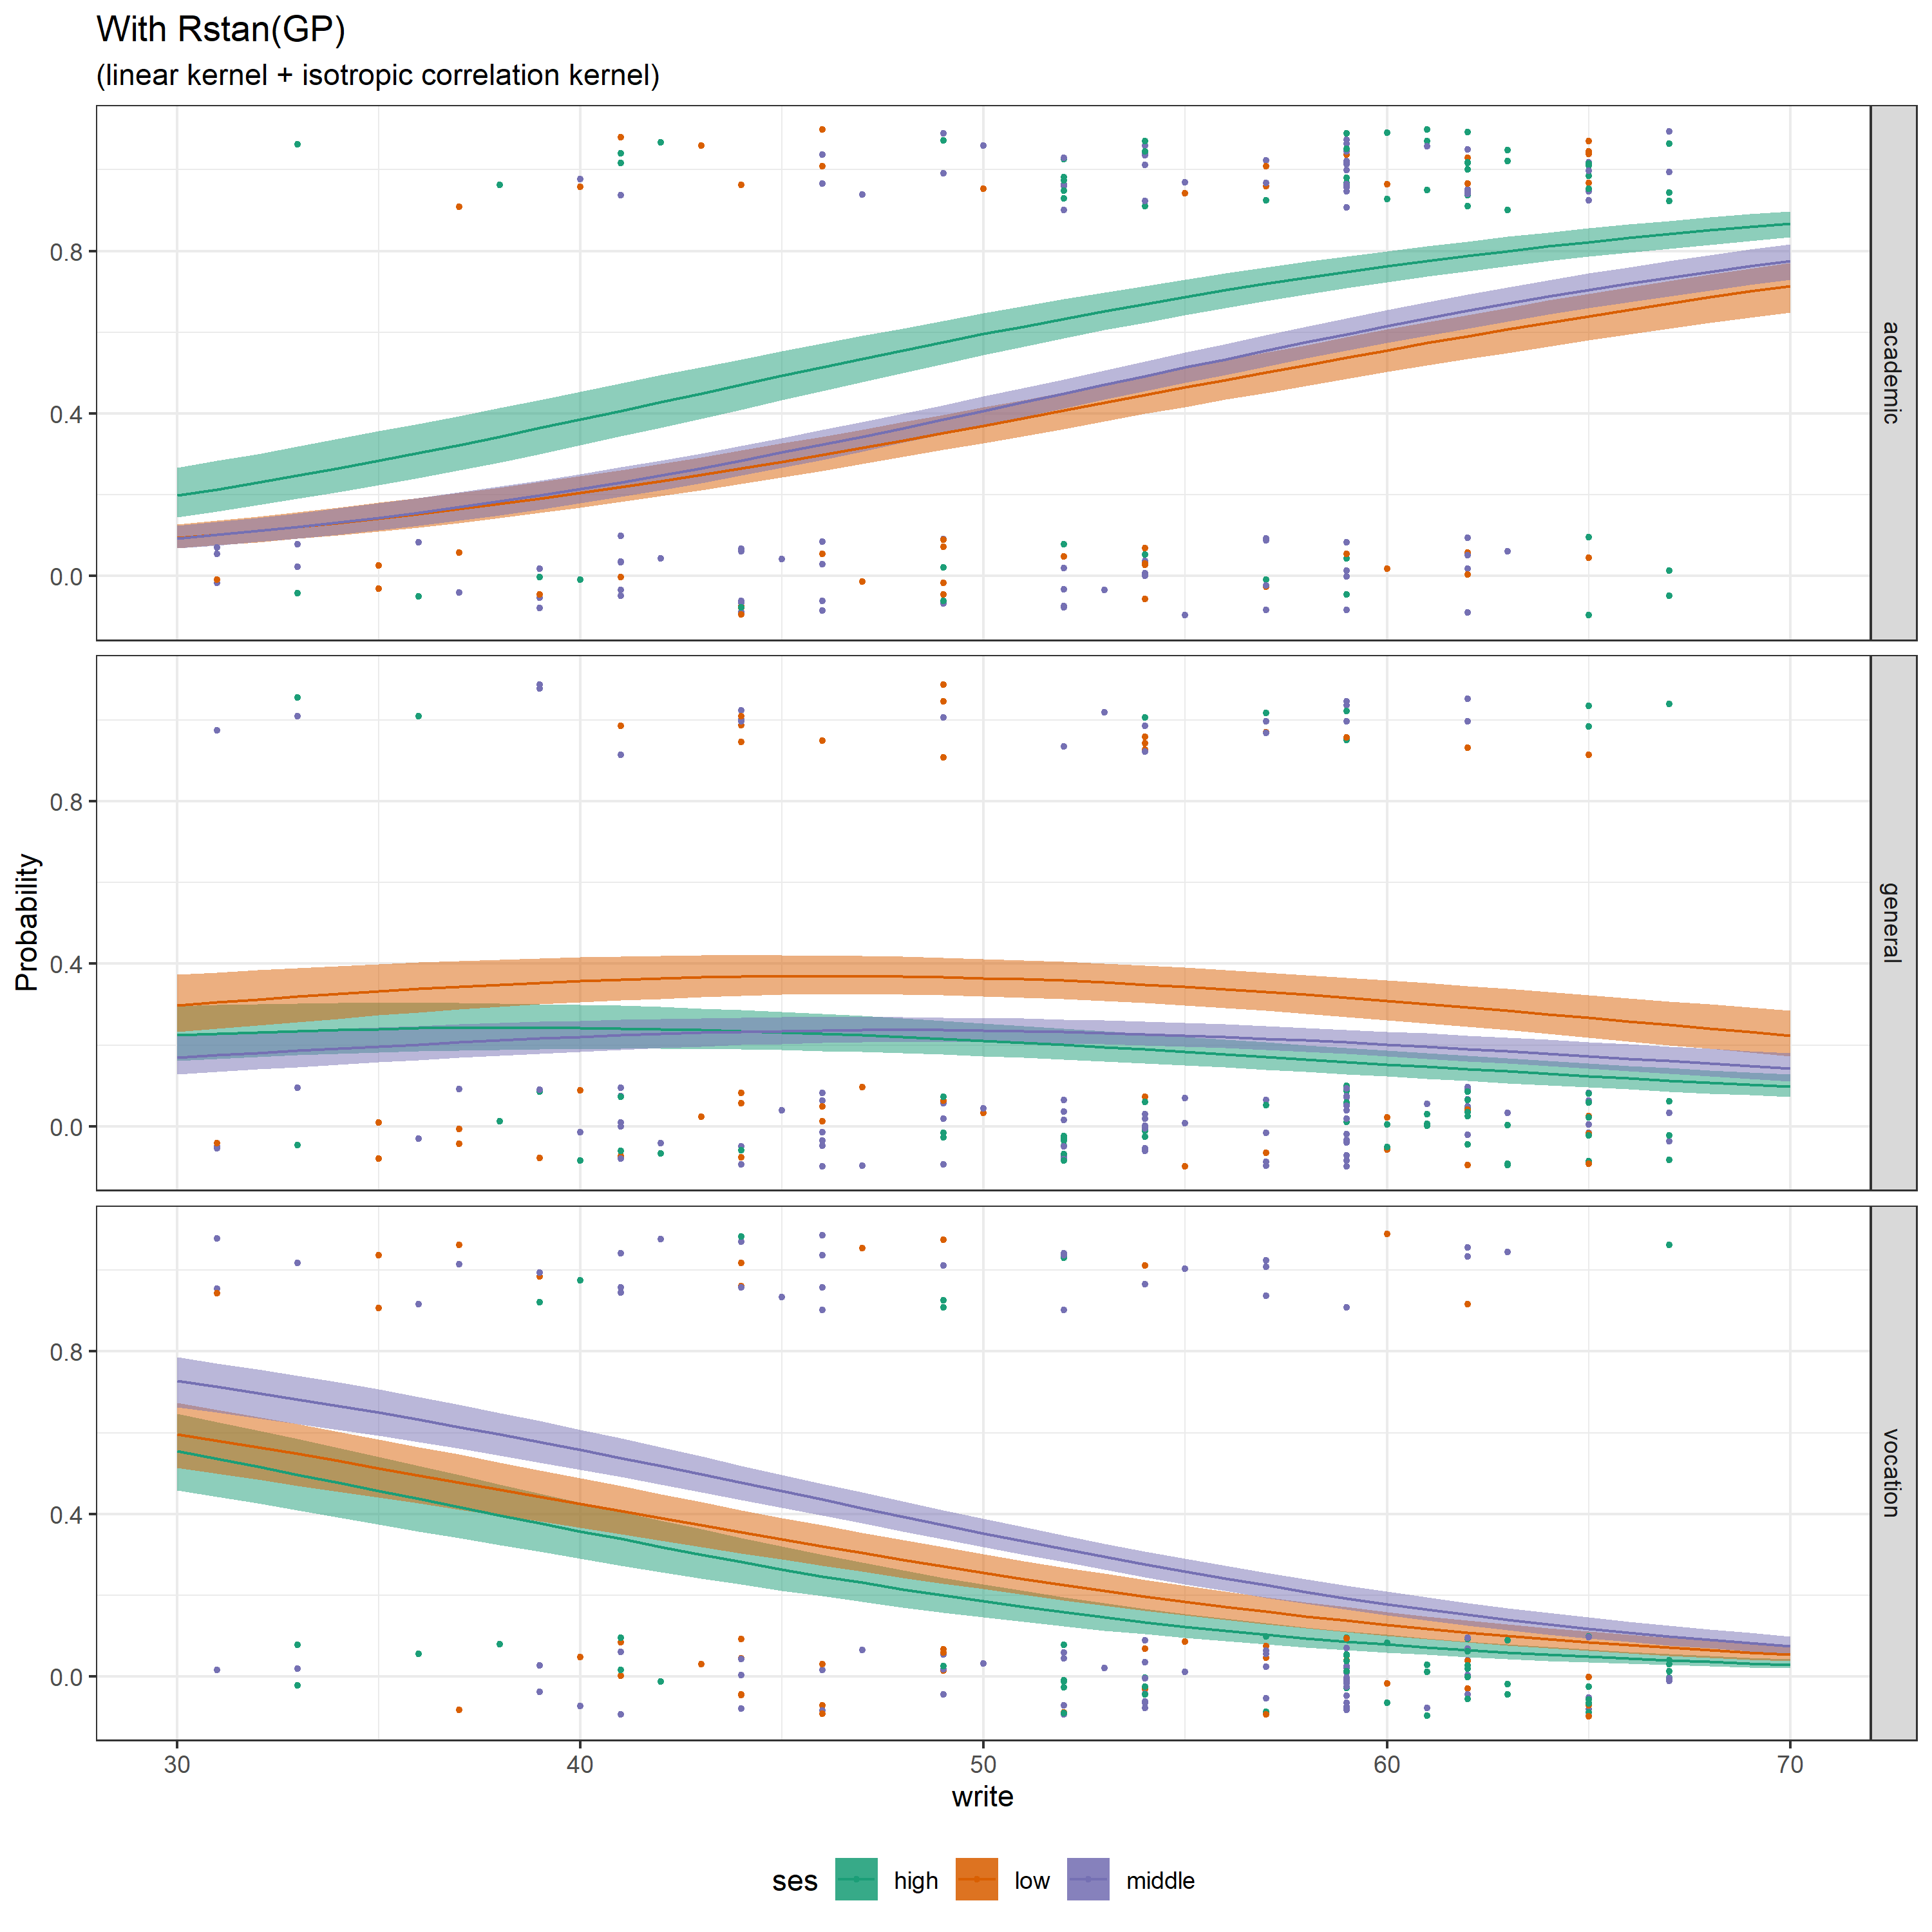 With Rstan(GP)
(linear kernel + isotropic correlation kernel)
0.8
0.4
0.0
academic
Probability
0.8
0.4
0.0
general
0.8
0.4
0.0
vocation
30 40 50 60 70
write
ses high low middle